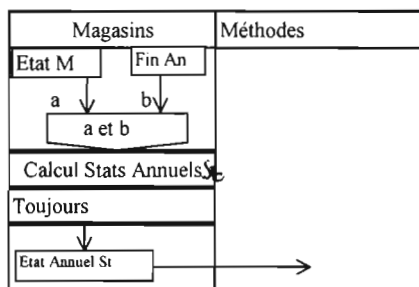 Magasins Méthodes
Etat M Fin An
a b
a et b
Calcul Stats Annuels
Toujours
Etat Annuel St